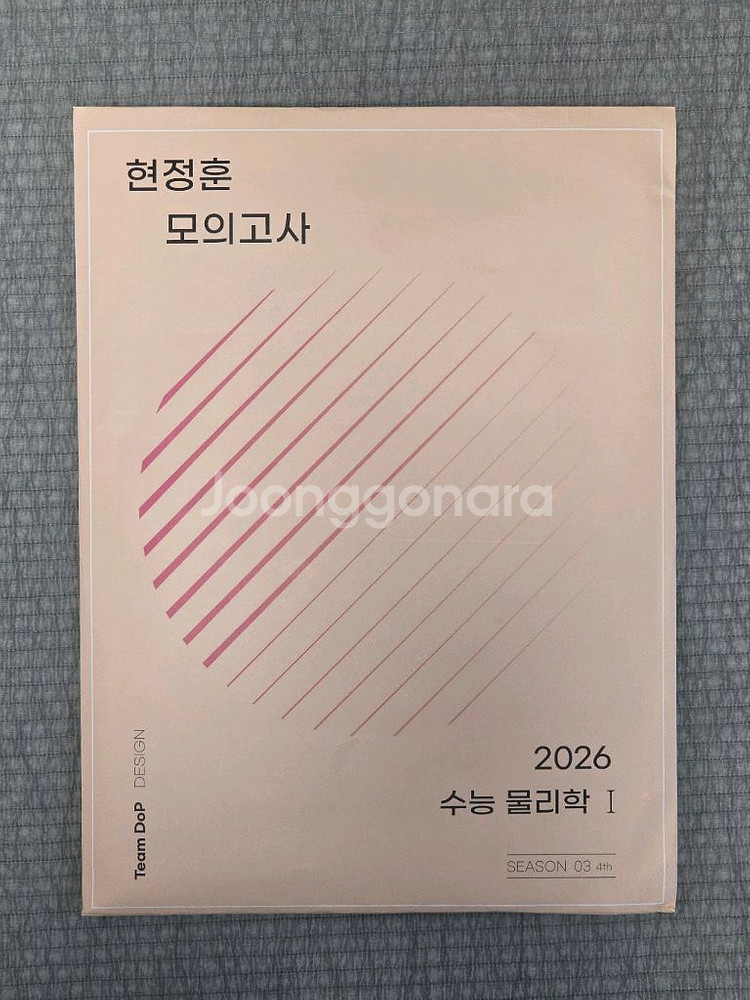 현정훈
모의고사
Joonggonara
Team DoP DESIGN
2026
수능 물리학 I
SEASON 03 4th